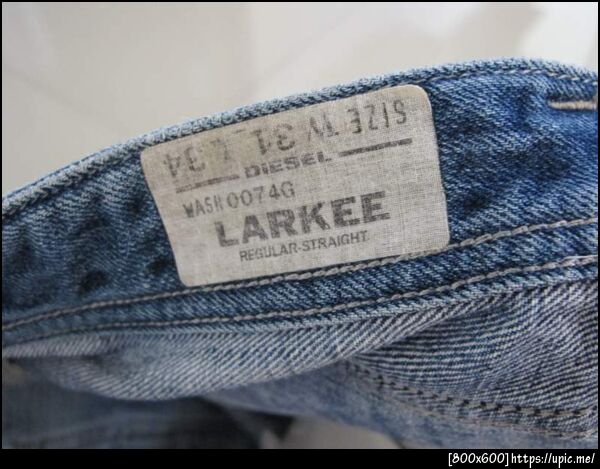 SIZE W 31 L 34
DIESEL
WASH 0074G
LARKEE
REGULAR-STRAIGHT
[800x600]https://upic.me/